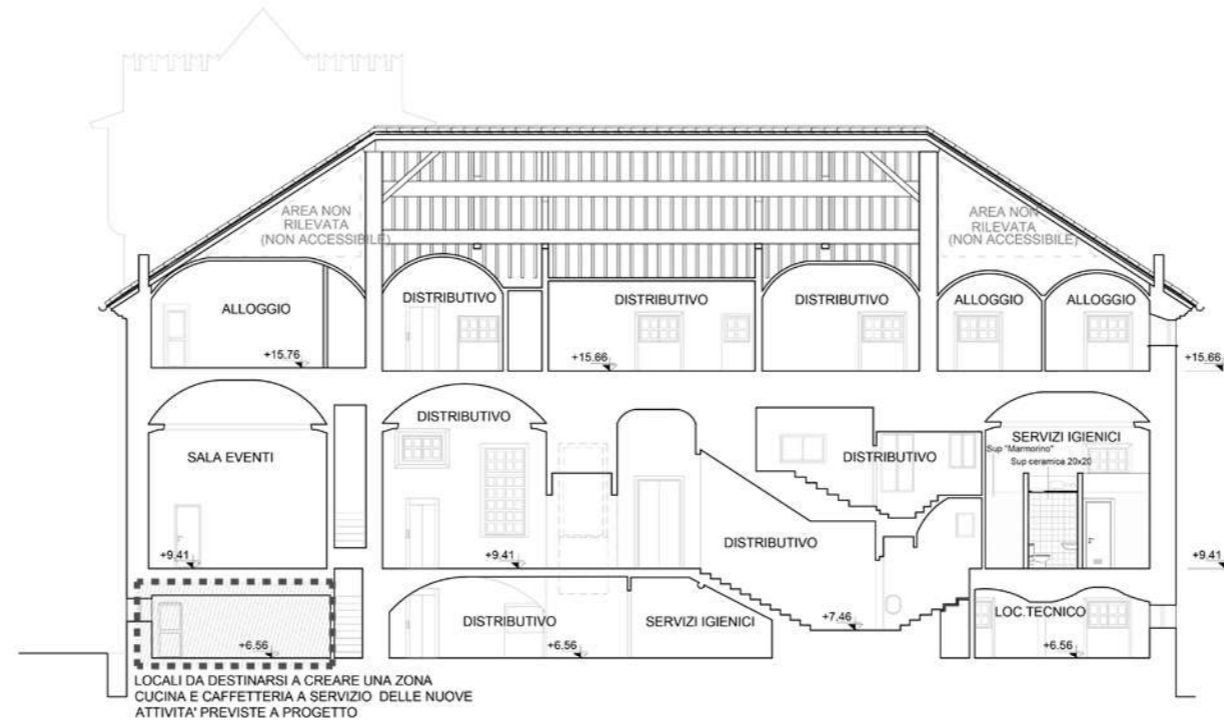 AREA NON
RILEVATA
(NON ACCESSIBILE)
AREA NON
RILEVATA
(NON ACCESSIBILE)
ALLOGGIO
DISTRIBUTIVO
DISTRIBUTIVO
DISTRIBUTIVO
ALLOGGIO
ALLOGGIO
+15.76
+15.66
+15.66
SALA EVENTI
DISTRIBUTIVO
DISTRIBUTIVO
SERVIZI IGIENICI
Sup "Marmorino"
Sup ceramica 20x20
DISTRIBUTIVO
+9.41
+9.41
+9.41
DISTRIBUTIVO
SERVIZI IGIENICI
+7.46
LOC.TECNICO
+6.56
+6.56
+6.56
LOCALI DA DESTINARSI A CREARE UNA ZONA
CUCINA E CAFFETTERIA A SERVIZIO DELLE NUOVE
ATTIVITA' PREVISTE A PROGETTO